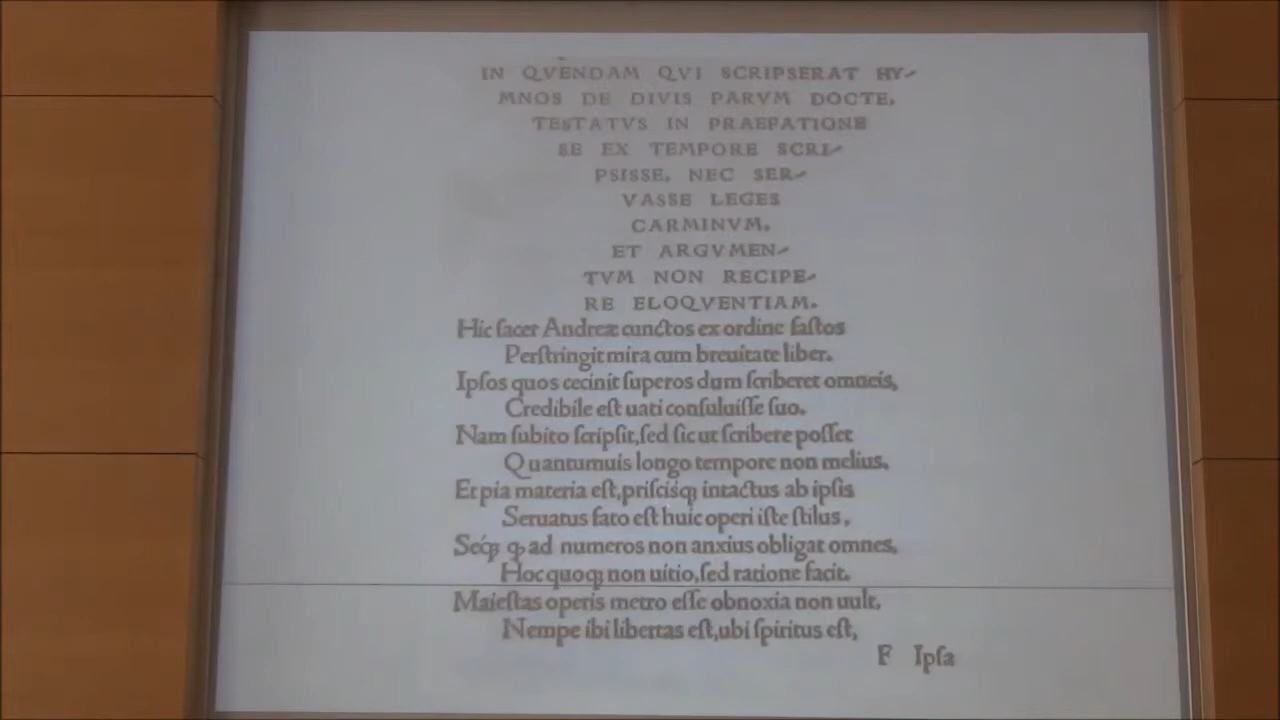 IN QVENDAM QVI SCRIPSERAT HY-
MNOS DE DIVIS PARVM DOCTE,
TESTATVS IN PRAEFATIONE
SE EX TEMPORE SCRI-
PSISSE, NEC SER-
VASSE LEGES
CARMINVM,
ET ARGVMEN-
TVM NON RECIPE-
RE ELOQVENTIAM.
Hic ſacer Andreæ cunctos ex ordine faſtos
Perſtringit mira cum breuitate liber.
Ipſos quos cecinit ſuperos dum ſcriberet omneis,
Credibile eſt uati conſuluiſſe ſuo.
Nam ſubito ſcripſit, ſed ſic ut ſcribere poſſet
Quantumuis longo tempore non melius.
Et pia materia eſt, priſciſqꝫ intactus ab ipſis
Seruatus fato eſt huic operi iſte ſtilus,
Seqꝫ ꝙ ad numeros non anxius obligat omnes,
Hoc quoqꝫ non uitio, ſed ratione facit.
Maieſtas operis metro eſſe obnoxia non uult,
Nempe ibi libertas eſt, ubi ſpiritus eſt,
F Ipſa